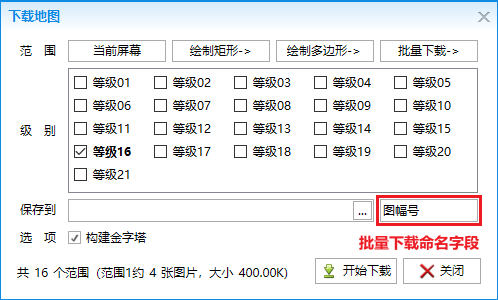 下载地图
范 围 当前屏幕 绘制矩形-> 绘制多边形-> 批量下载->
等级01 等级02 等级03 等级04 等级05
等级06 等级07 等级08 等级09 等级10
级 别 等级11 等级12 等级13 等级14 等级15
等级16 等级17 等级18 等级19 等级20
等级21
保存到 ... 图幅号
选 项 构建金字塔 批量下载命名字段
共 16 个范围 (范围1约 4 张图片, 大小 400.00K) 开始下载 关闭